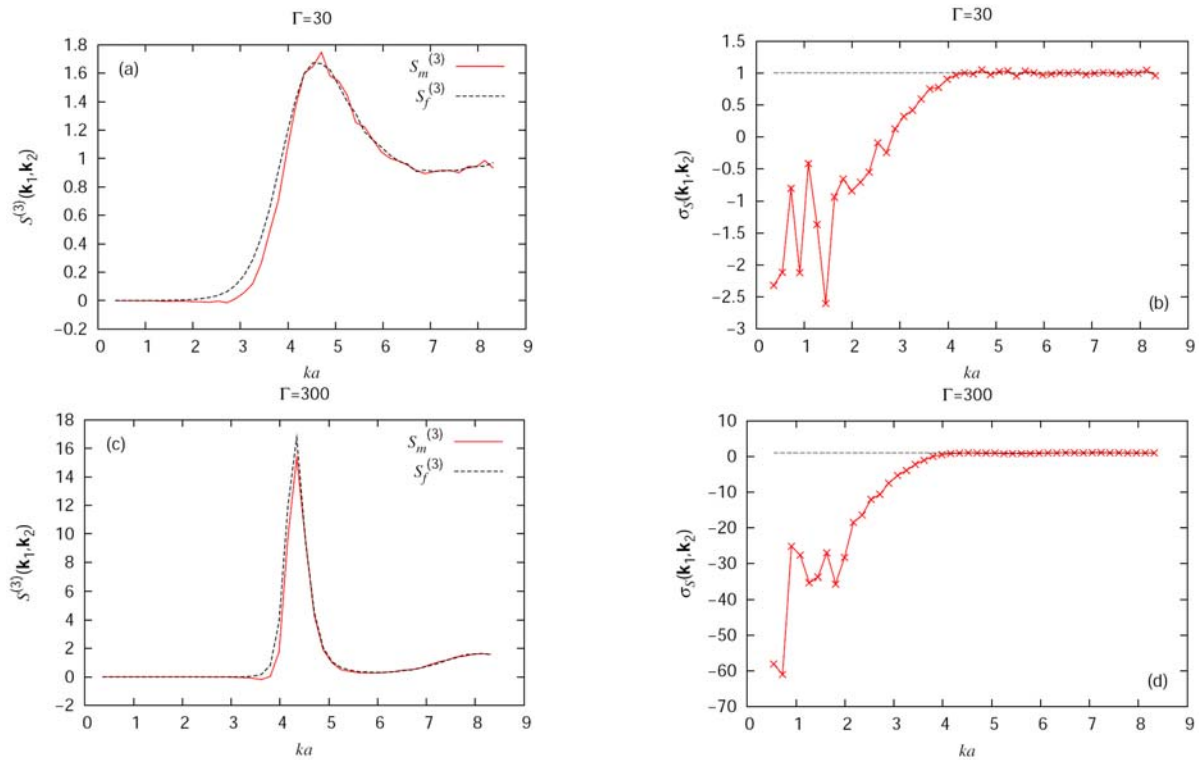 Γ=30
1.8
1.6
1.4
1.2
1
0.8
0.6
0.4
0.2
0
−0.2
(a)
S_m^(3)
S_f^(3)
S^(3)(k₁,k₂)
0 1 2 3 4 5 6 7 8 9
ka
Γ=30
1.5
1
0.5
0
−0.5
−1
−1.5
−2
−2.5
−3
(b)
σ_S(k₁,k₂)
0 1 2 3 4 5 6 7 8 9
ka
Γ=300
18
16
14
12
10
8
6
4
2
0
−2
(c)
S_m^(3)
S_f^(3)
S^(3)(k₁,k₂)
0 1 2 3 4 5 6 7 8 9
ka
Γ=300
10
0
−10
−20
−30
−40
−50
−60
−70
(d)
σ_S(k₁,k₂)
0 1 2 3 4 5 6 7 8 9
ka